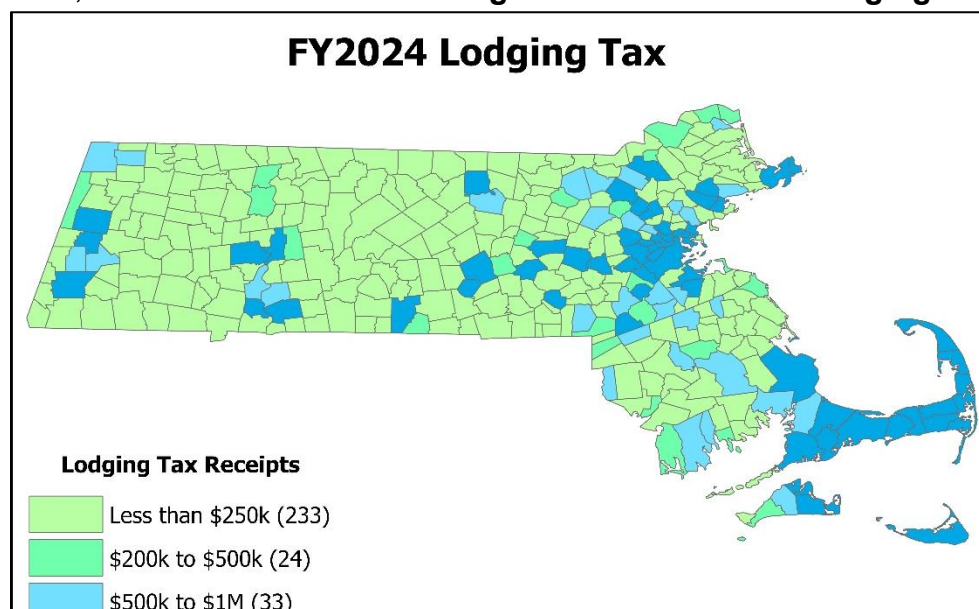 FY2024 Lodging Tax
Lodging Tax Receipts
Less than $250k (233)
$200k to $500k (24)
$500k to $1M (33)